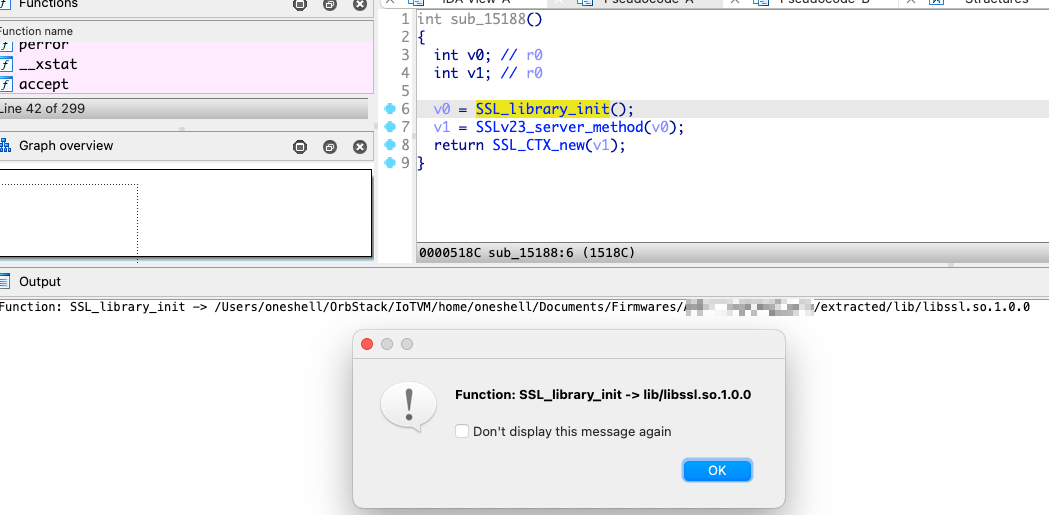 Functions
IDA View-A
Pseudocode-A
Pseudocode-B
Structures
Function name
perror
__xstat
accept
Line 42 of 299
Graph overview
1 int sub_15188()
2 {
3 int v0; // r0
4 int v1; // r0
5
6 v0 = SSL_library_init();
7 v1 = SSLv23_server_method(v0);
8 return SSL_CTX_new(v1);
9 }
0000518C sub_15188:6 (1518C)
Output
Function: SSL_library_init -> /Users/oneshell/OrbStack/IoTVM/home/oneshell/Documents/Firmwares/ /extracted/lib/libssl.so.1.0.0
Function: SSL_library_init -> lib/libssl.so.1.0.0
Don't display this message again
OK